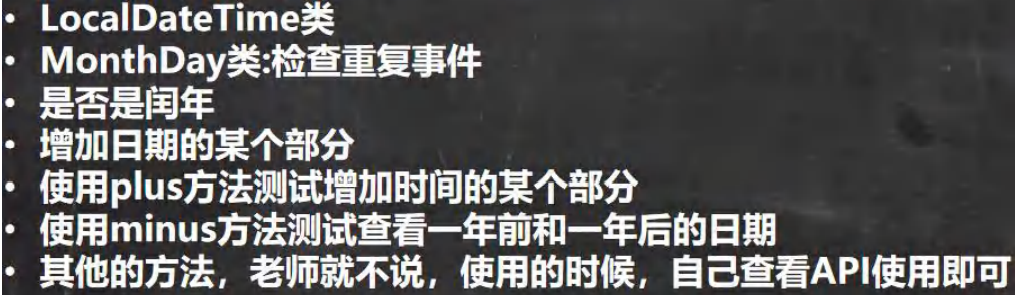 • LocalDateTime类
• MonthDay类:检查重复事件
• 是否是闰年
• 增加日期的某个部分
• 使用plus方法测试增加时间的某个部分
• 使用minus方法测试查看一年前和一年后的日期
• 其他的方法，老师就不说，使用的时候，自己查看API使用即可